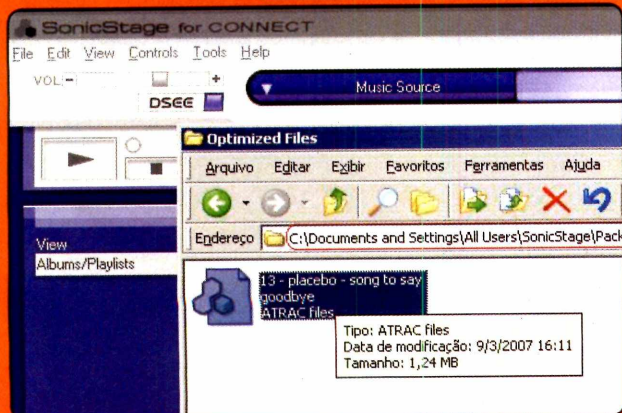 SonicStage for CONNECT
File Edit View Controls Tools Help
VOL
DSEE
Music Source
Optimized Files
Arquivo Editar Exibir Favoritos Ferramentas Ajuda
Endereço C:\Documents and Settings\All Users\SonicStage\Pack
View
Albums/Playlists
13 - placebo - song to say
goodbye
ATRAC files
Tipo: ATRAC files
Data de modificação: 9/3/2007 16:11
Tamanho: 1,24 MB